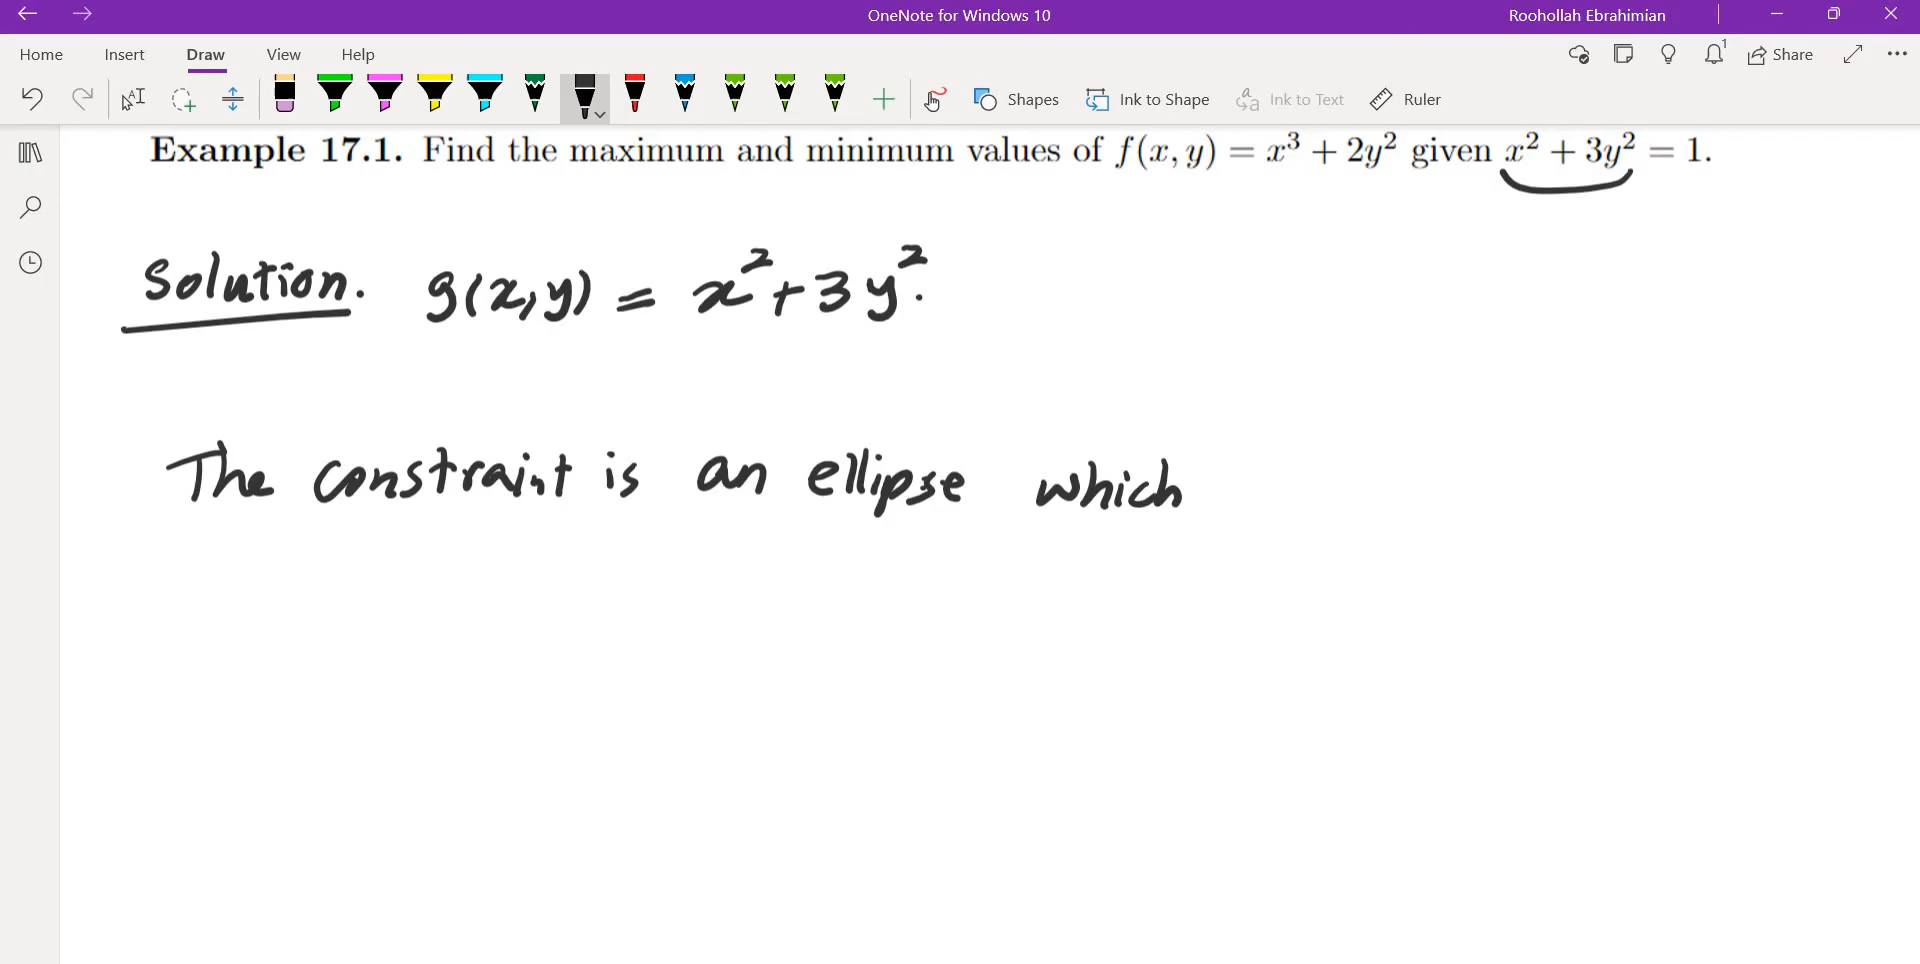 OneNote for Windows 10
Roohollah Ebrahimian
Home Insert Draw View Help
1
Share
Shapes Ink to Shape Ink to Text Ruler
Example 17.1. Find the maximum and minimum values of f(x, y) = x³ + 2y² given x² + 3y² = 1.
Solution. g(x,y) = x² + 3y².
The constraint is an ellipse which